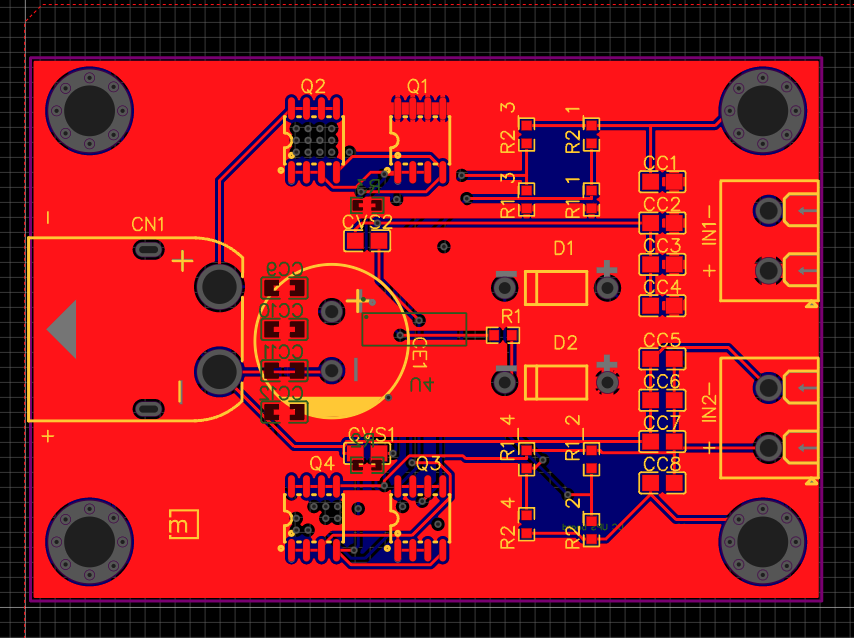 Q2
Q1
3
1
R2
R2
CC1
3
1
R1
R1
CVS2
CC2
IN1
-
+
CN1
+
-
CC3
D1
-
+
CC9
CC4
CC10
+
R1
CE1
U4
D2
-
+
CC5
CC11
-
CC6
CC12
IN2
-
+
CC7
CVS1
4
2
R1
R1
CC8
Q4
Q3
+
-
4
2
R2
R2
m